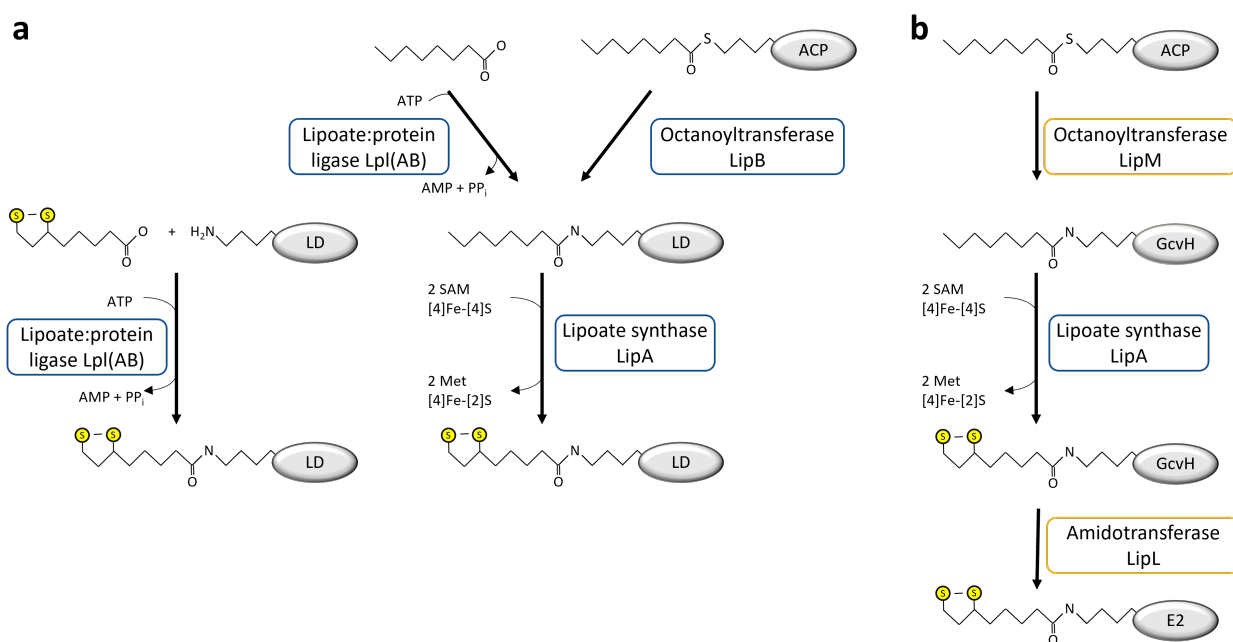 a
O
O
ATP
Lipoate:protein
ligase Lpl(AB)
AMP + PPi
S
O
ACP
Octanoyltransferase
LipB
S
S
O
O
+
H2N
LD
ATP
Lipoate:protein
ligase Lpl(AB)
AMP + PPi
S
S
N
O
LD
N
O
LD
2 SAM
[4]Fe-[4]S
Lipoate synthase
LipA
2 Met
[4]Fe-[2]S
S
S
N
O
LD
b
S
O
ACP
Octanoyltransferase
LipM
N
O
GcvH
2 SAM
[4]Fe-[4]S
Lipoate synthase
LipA
2 Met
[4]Fe-[2]S
S
S
N
O
GcvH
Amidotransferase
LipL
S
S
N
O
E2